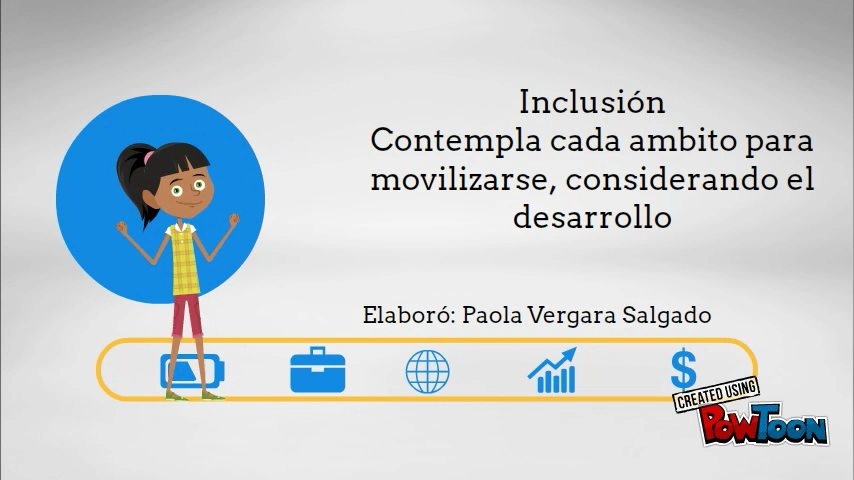 Inclusión
Contempla cada ambito para
movilizarse, considerando el
desarrollo
Elaboró: Paola Vergara Salgado
$
CREATED USING
POWTOON